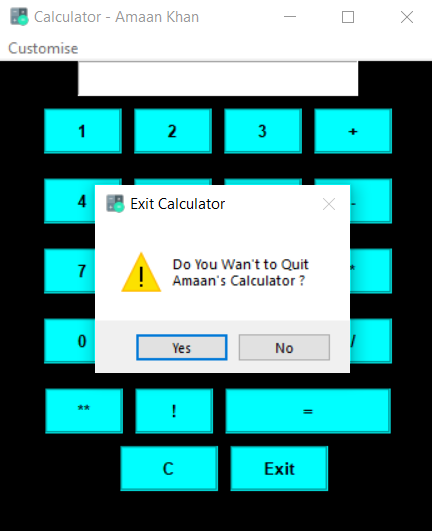 Calculator - Amaan Khan
Customise
1 2 3 +
4 -
Exit Calculator
7 *
Do You Wan't to Quit
Amaan's Calculator ?
0 /
Yes No
** ! =
C Exit